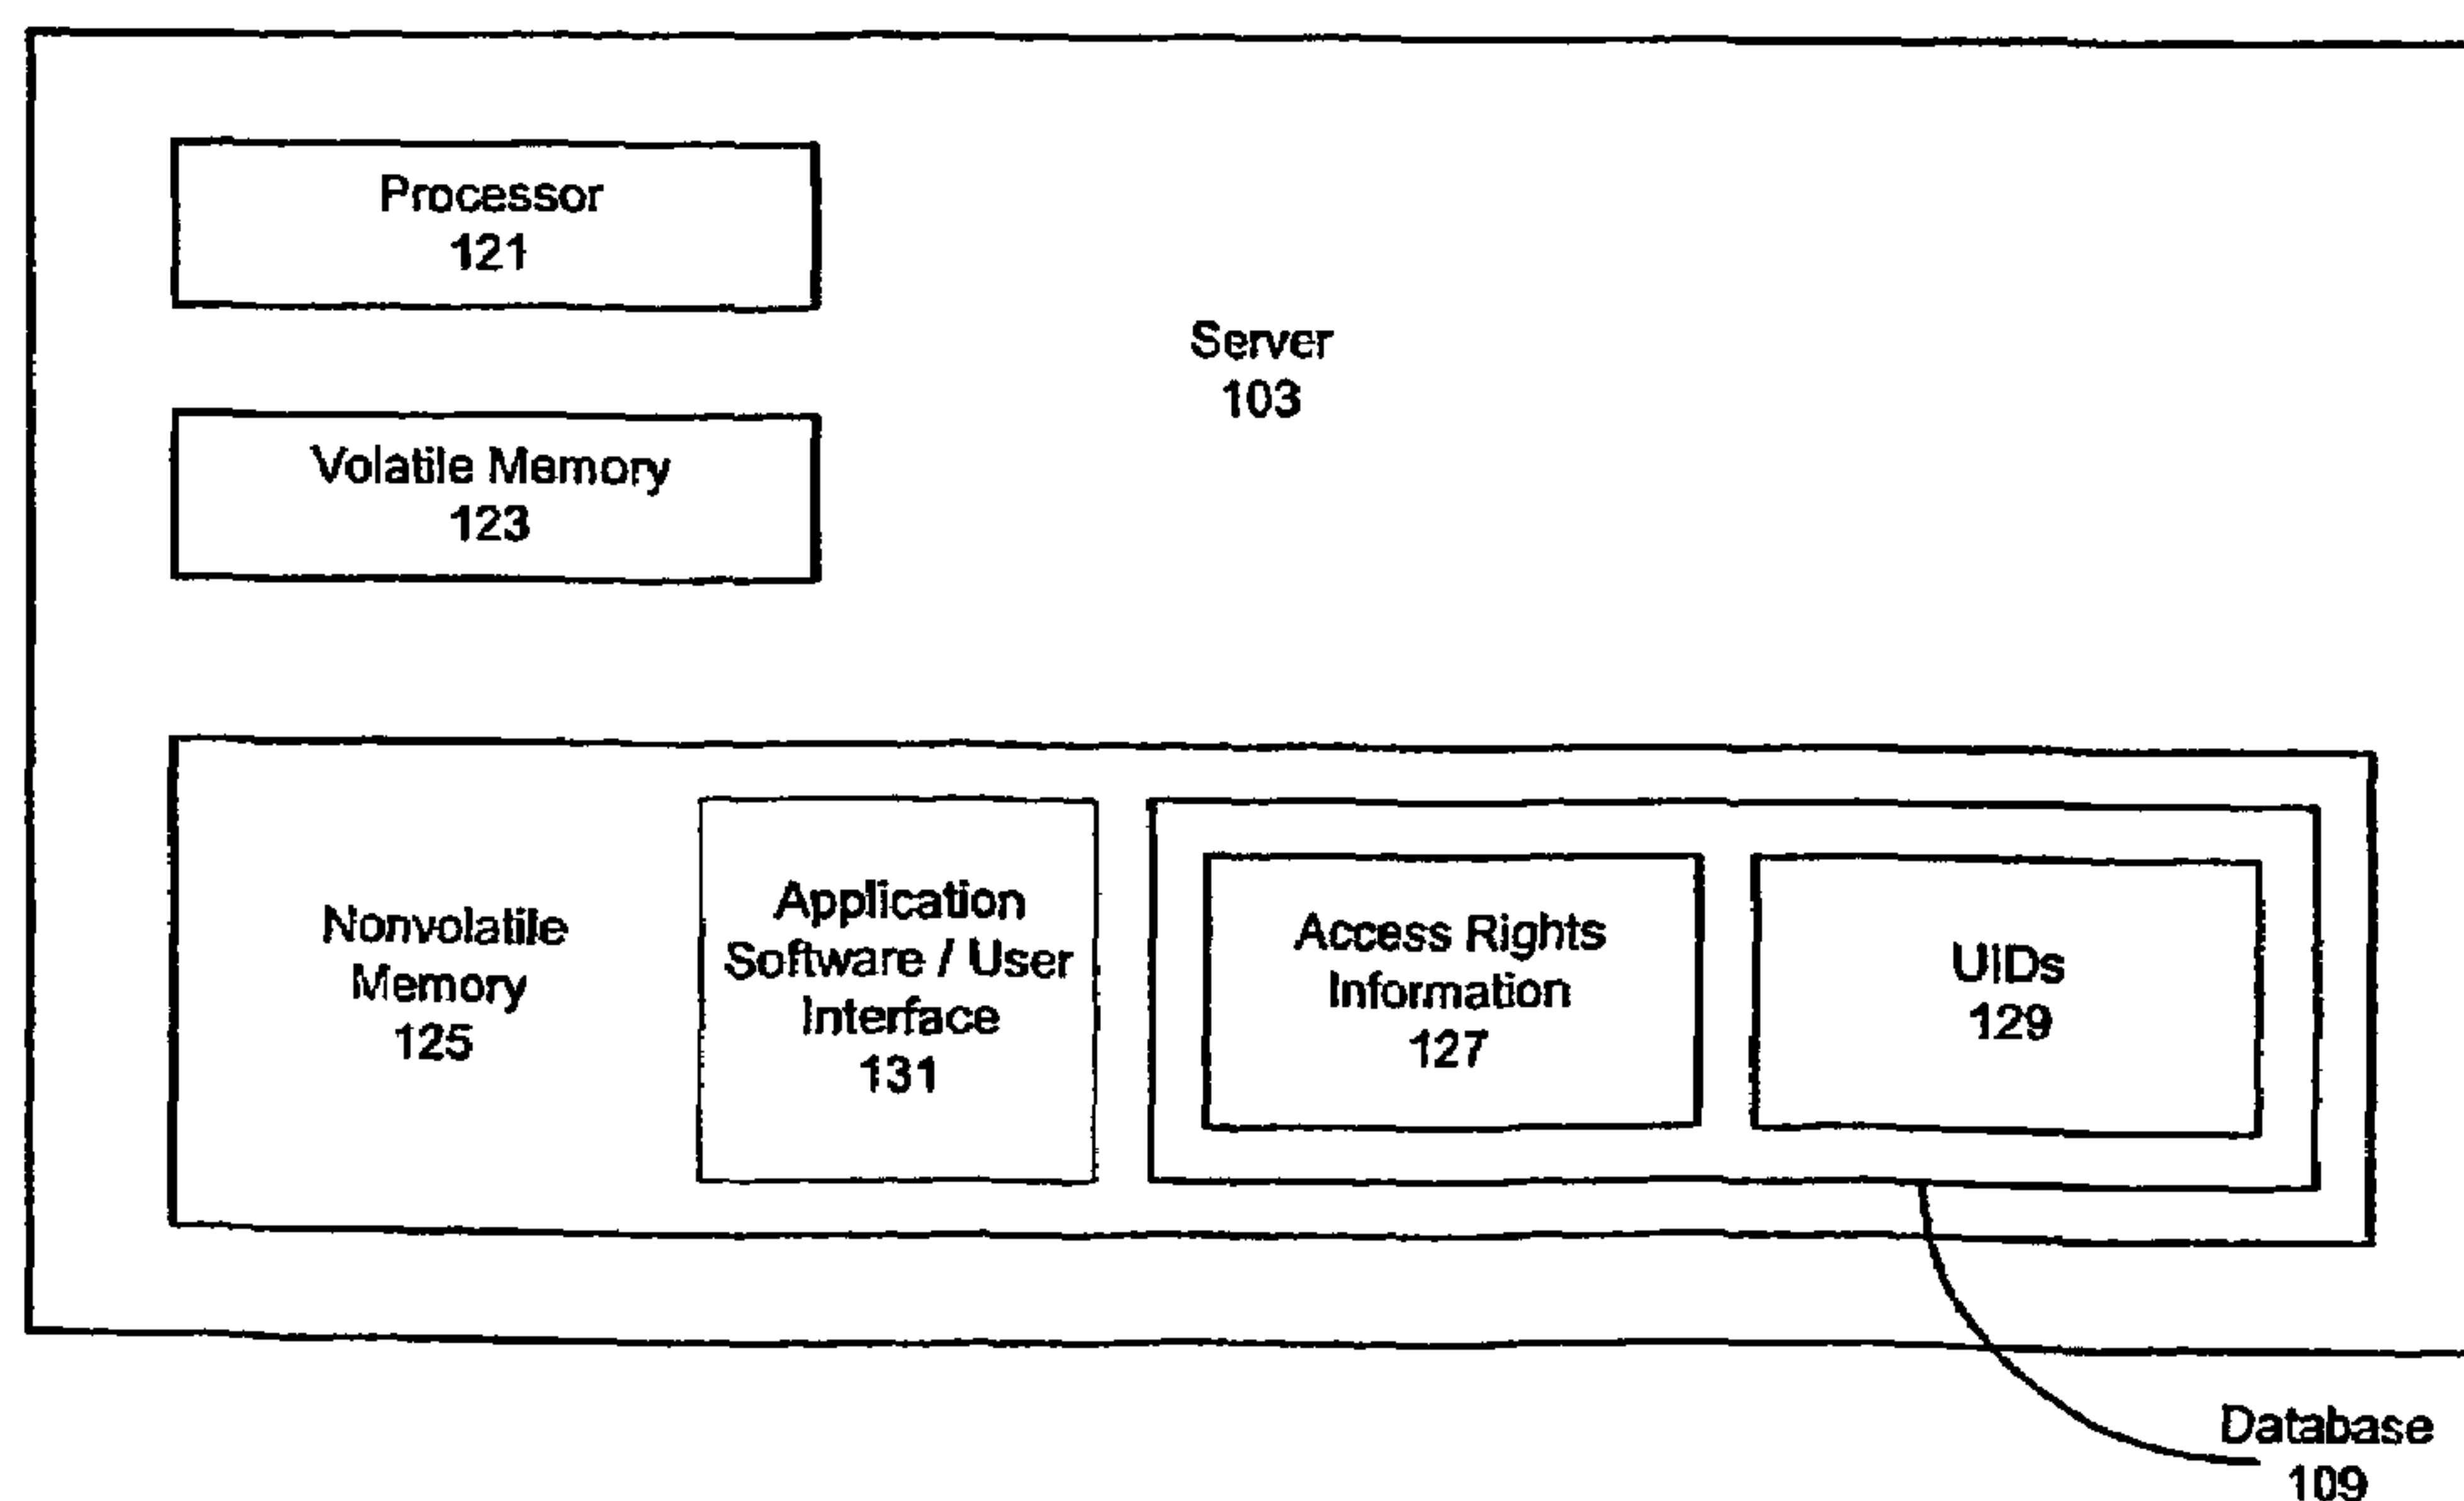 Processor
121
Server
103
Volatile Memory
123
Nonvolatile
Memory
125
Application
Software / User
Interface
131
Access Rights
Information
127
UIDs
129
Database
109